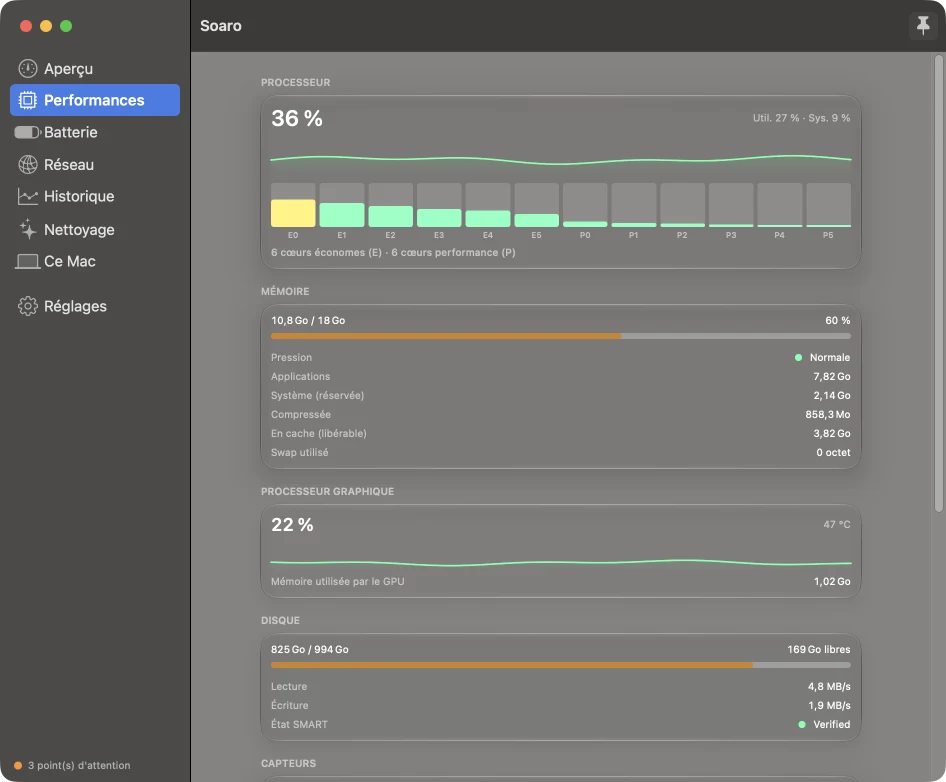 Soaro
Aperçu
Performances
Batterie
Réseau
Historique
Nettoyage
Ce Mac
Réglages
3 point(s) d'attention
PROCESSEUR
36 %
Util. 27 % · Sys. 9 %
E0 E1 E2 E3 E4 E5 P0 P1 P2 P3 P4 P5
6 cœurs économes (E) · 6 cœurs performance (P)
MÉMOIRE
10,8 Go / 18 Go 60 %
Pression Normale
Applications 7,82 Go
Système (réservée) 2,14 Go
Compressée 858,3 Mo
En cache (libérable) 3,82 Go
Swap utilisé 0 octet
PROCESSEUR GRAPHIQUE
22 % 47 °C
Mémoire utilisée par le GPU 1,02 Go
DISQUE
825 Go / 994 Go 169 Go libres
Lecture 4,8 MB/s
Écriture 1,9 MB/s
État SMART Verified
CAPTEURS